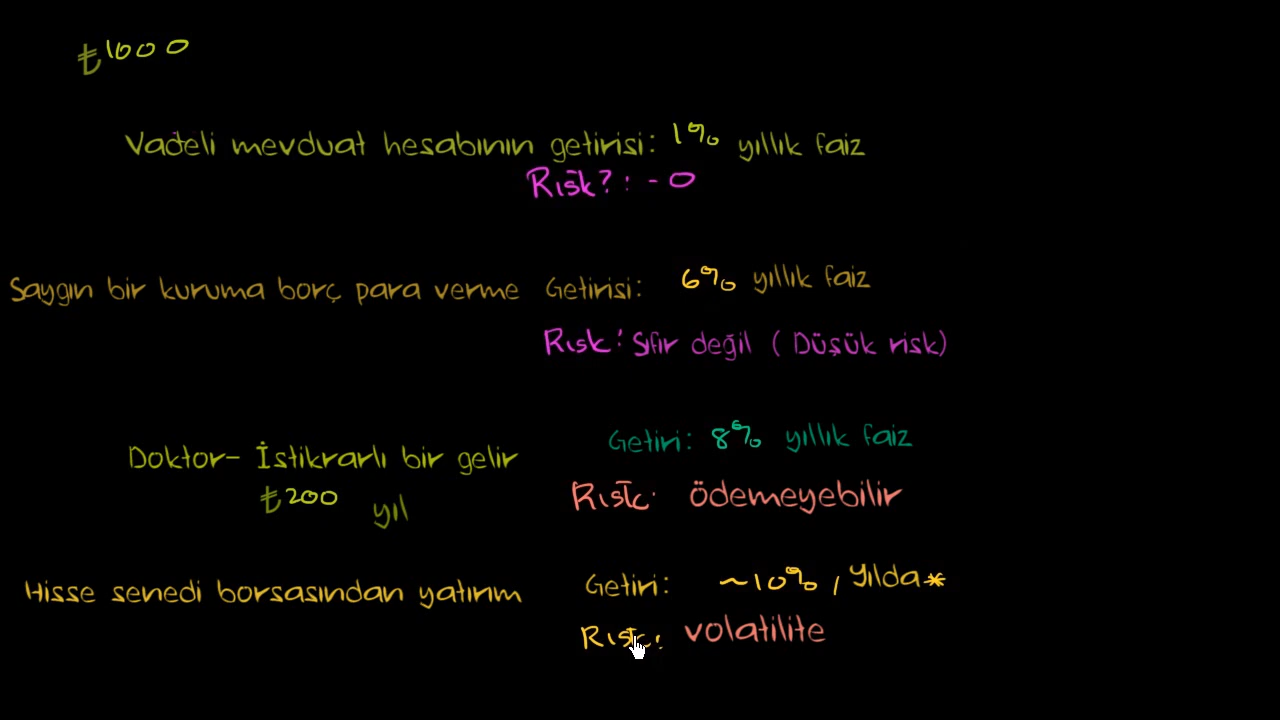 ₺1000
Vadeli mevduat hesabının getirisi: 1% yıllık faiz
Risk?: -0
Saygın bir kuruma borç para verme Getirisi: 6% yıllık faiz
Risk: Sıfır değil ( Düşük risk)
Doktor- İstikrarlı bir gelir Getiri: 8% yıllık faiz
₺200 yıl Risk: ödemeyebilir
Hisse senedi borsasından yatırım Getiri: ~10%, Yılda*
Risk: volatilite